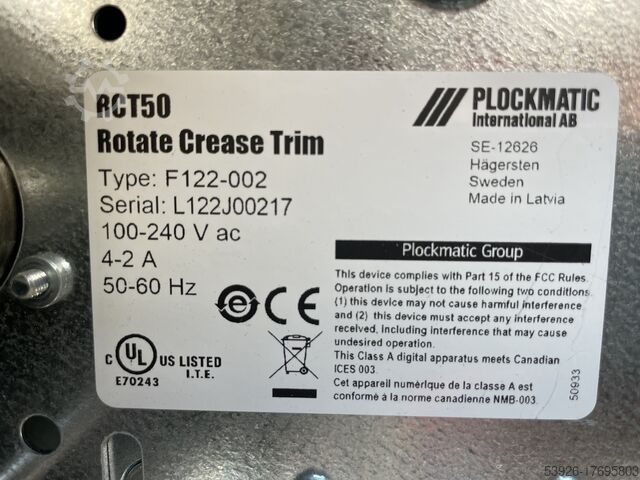 RCT50
Rotate Crease Trim
Type: F122-002
Serial: L122J00217
100-240 V ac
4-2 A
50-60 Hz
PLOCKMATIC
International AB
SE-12626
Hägersten
Sweden
Made in Latvia
Plockmatic Group
This device complies with Part 15 of the FCC Rules.
Operation is subject to the following two conditions.
(1) this device may not cause harmful interference
and (2) this device must accept any interference
received, including interference that may cause
undesired operation.
This Class A digital apparatus meets Canadian
ICES 003.
Cet appareil numérique de la classe A est
conformé à la norme canadienne NMB-003.
e CE
C UL US LISTED
I.T.E.
E70243
50933
53926-17695803